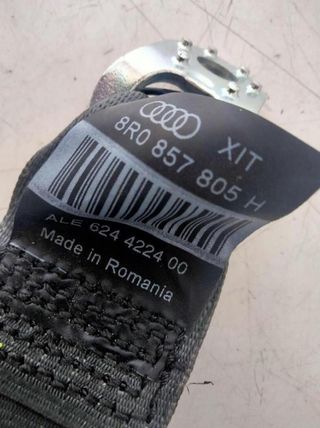 XIT
8R0 857 805 H
ALE 624 4224 00
Made in Romania